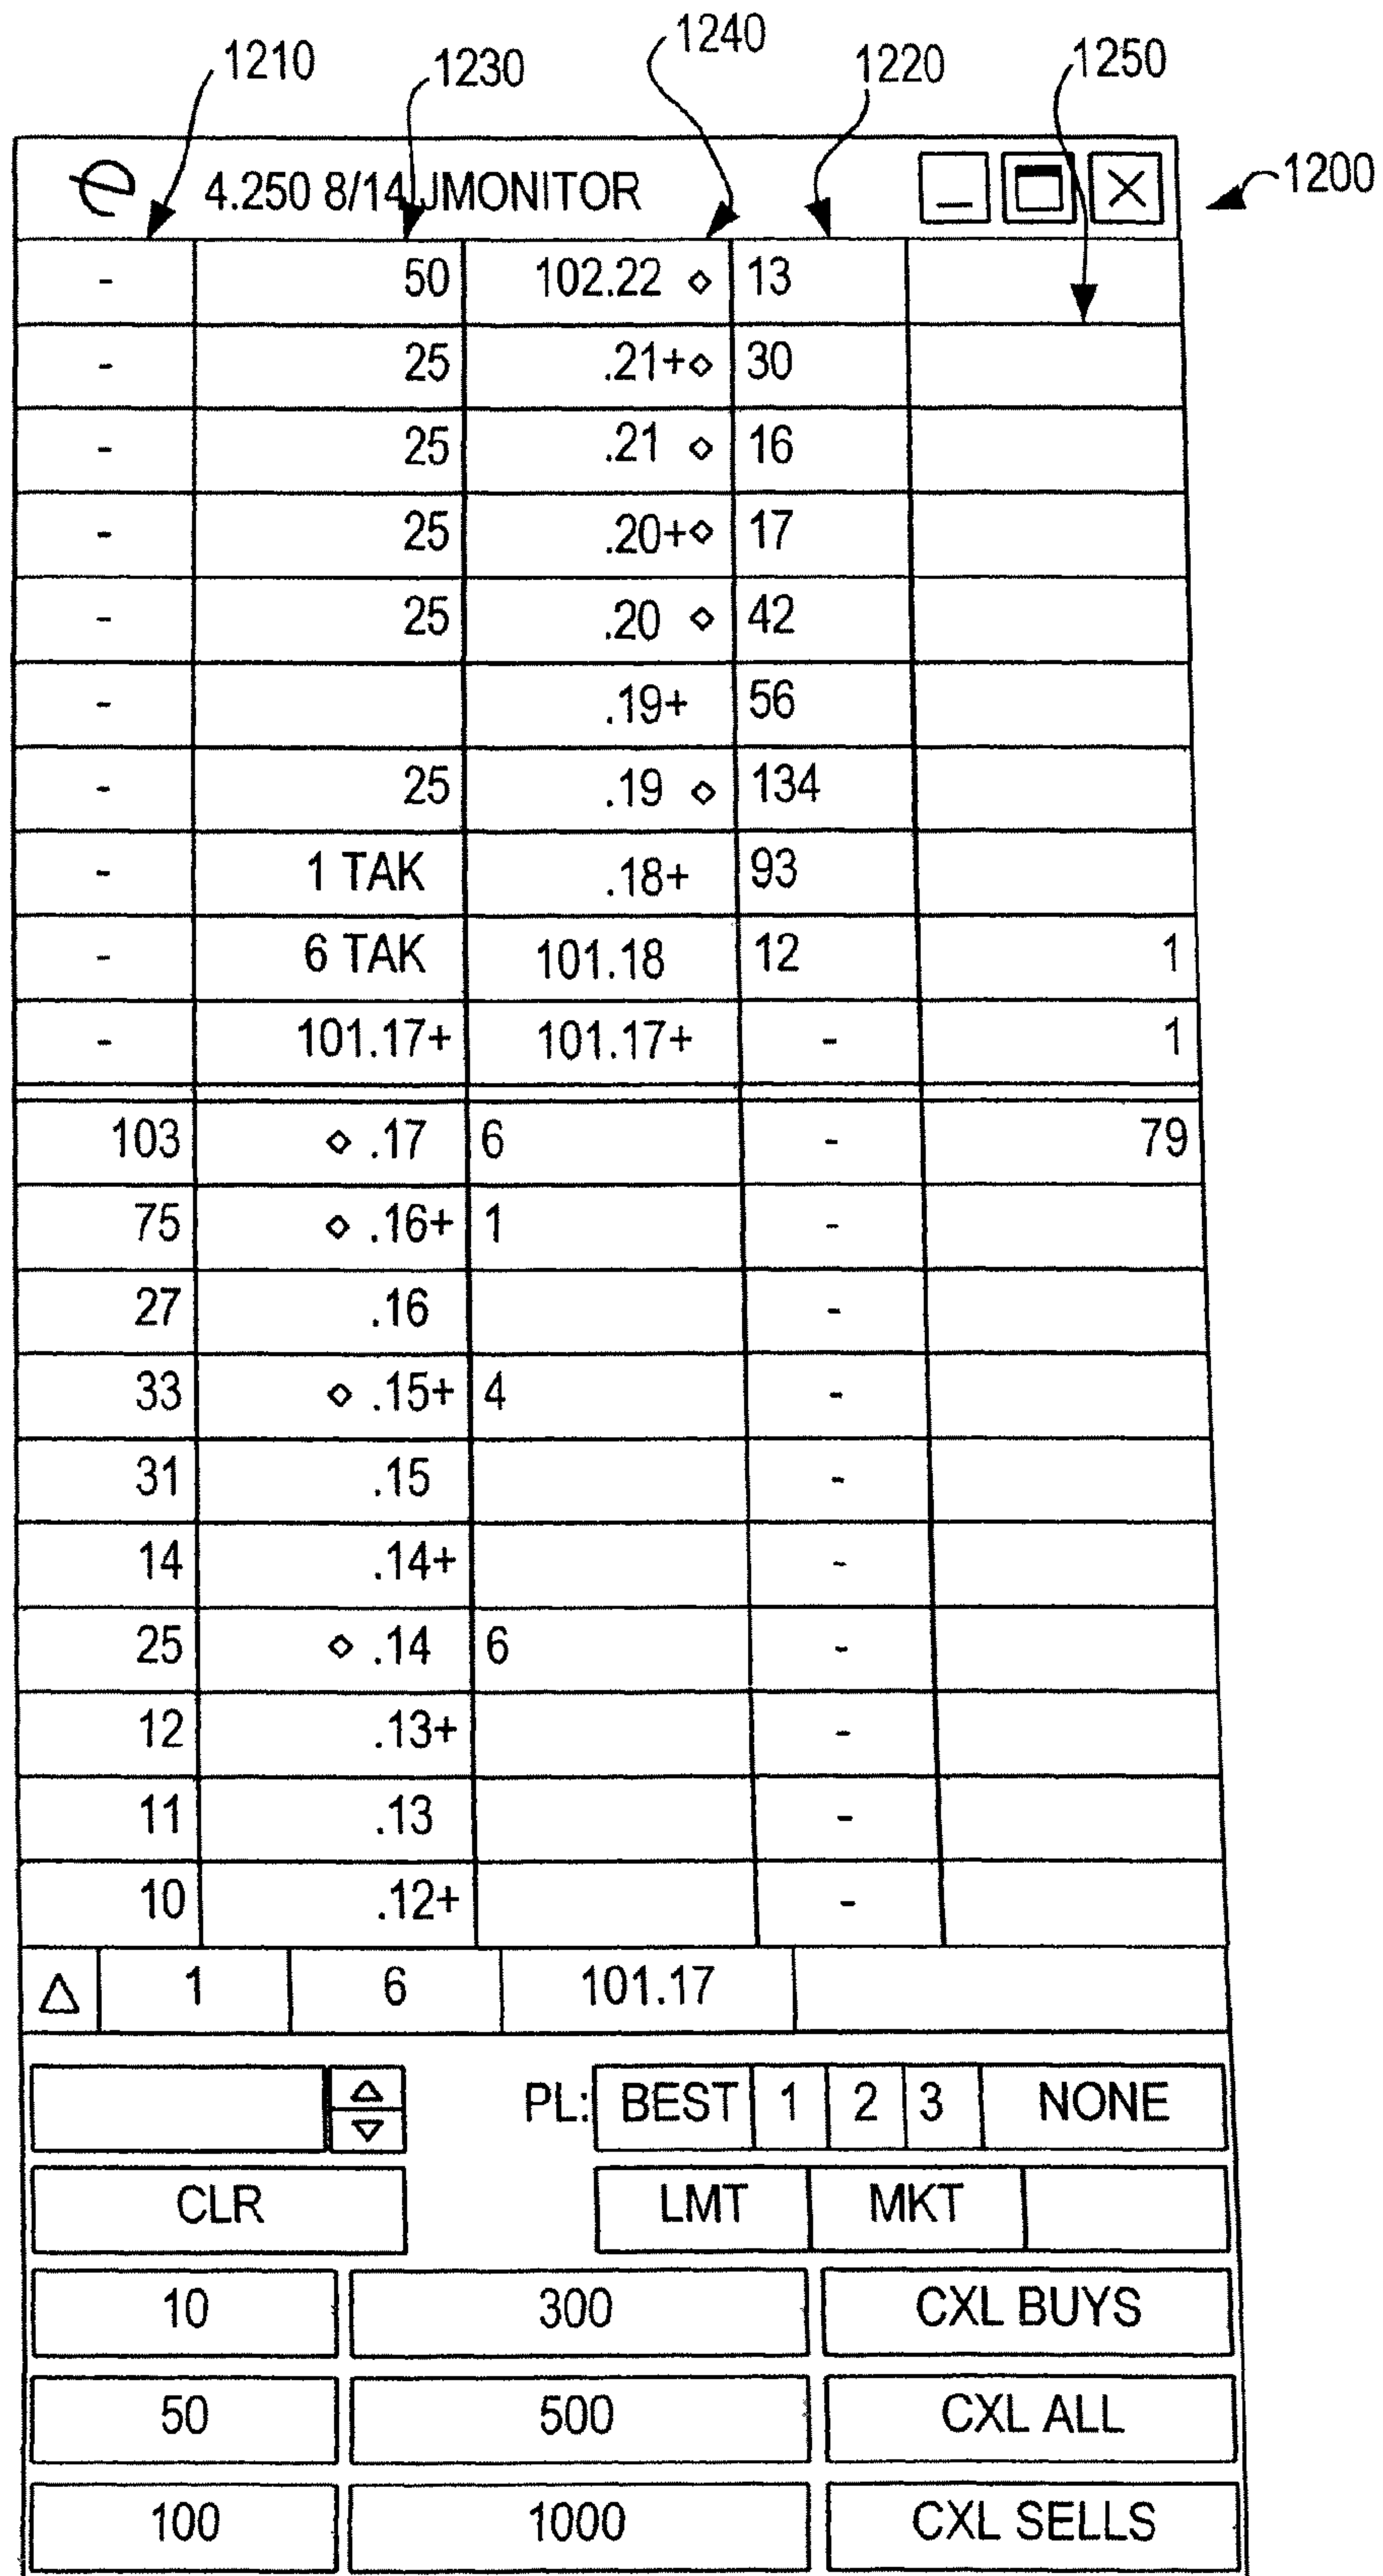 1210 1230 1240 1220 1250
1200
e 4.250 8/14 JMONITOR
- 50 102.22 ◇ 13
- 25 .21+◇ 30
- 25 .21 ◇ 16
- 25 .20+◇ 17
- 25 .20 ◇ 42
- .19+ 56
- 25 .19 ◇ 134
- 1 TAK .18+ 93
- 6 TAK 101.18 12 1
- 101.17+ 101.17+ - 1
103 ◇ .17 6 - 79
75 ◇ .16+ 1 -
27 .16 -
33 ◇ .15+ 4 -
31 .15 -
14 .14+ -
25 ◇ .14 6 -
12 .13+ -
11 .13 -
10 .12+ -
△ 1 6 101.17
PL: BEST 1 2 3 NONE
CLR LMT MKT
10 300 CXL BUYS
50 500 CXL ALL
100 1000 CXL SELLS